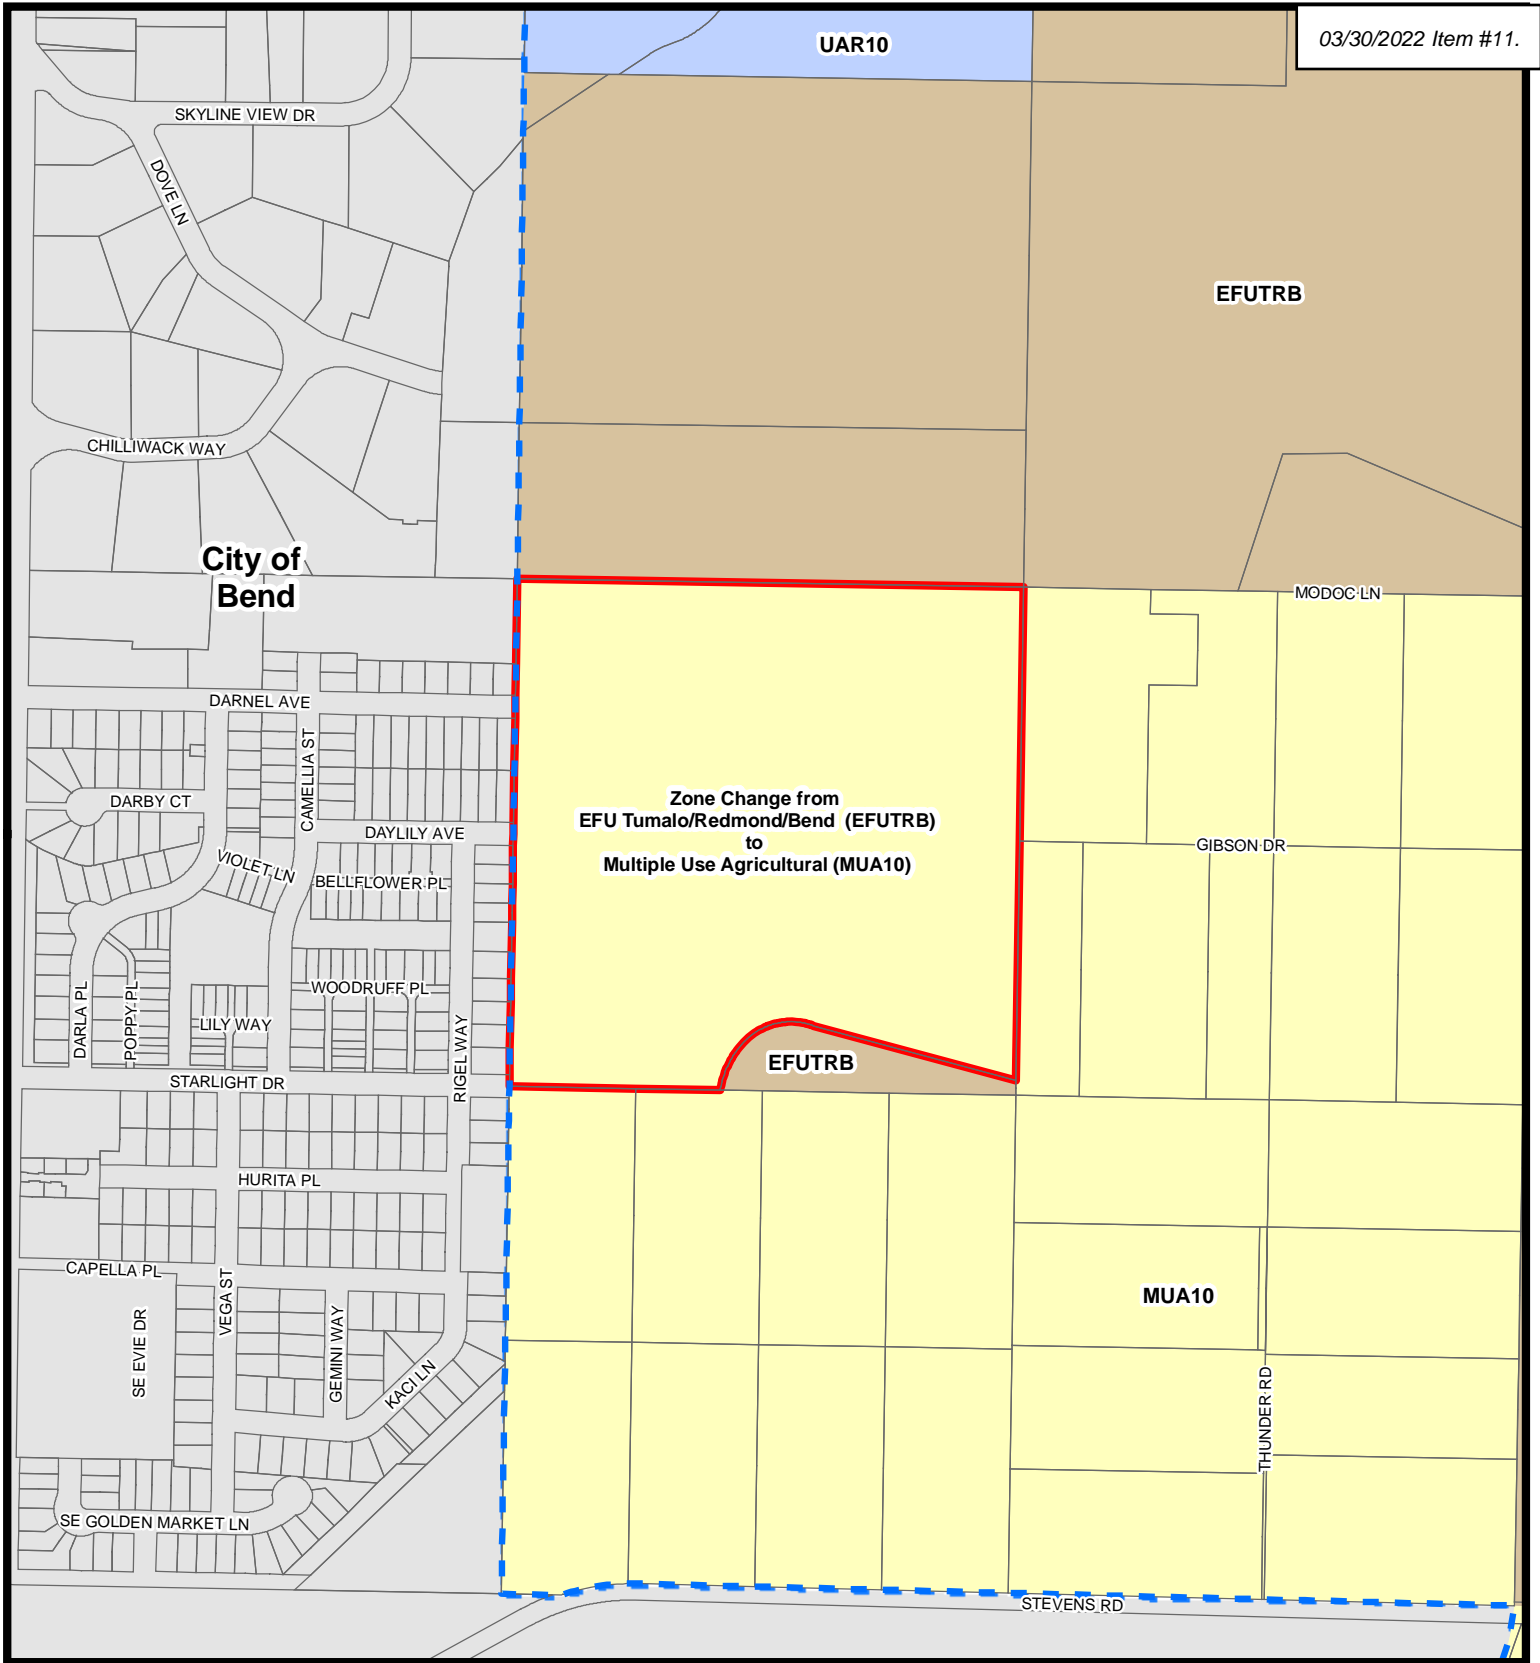 03/30/2022 Item #11.
UAR10
SKYLINE VIEW DR
DOVE LN
EFUTRB
CHILLIWACK WAY
City of
Bend
MODOC LN
DARNEL AVE
CAMELLIA ST
Zone Change from
EFU Tumalo/Redmond/Bend (EFUTRB)
to
Multiple Use Agricultural (MUA10)
DARBY CT
DAYLILY AVE
GIBSON DR
VIOLET LN
BELLFLOWER PL
WOODRUFF PL
DARLA PL
POPPY PL
LILY WAY
RIGEL WAY
EFUTRB
STARLIGHT DR
HURITA PL
CAPELLA PL
VEGA ST
SE EVIE DR
GEMINI WAY
KACI LN
MUA10
THUNDER RD
SE GOLDEN MARKET LN
STEVENS RD